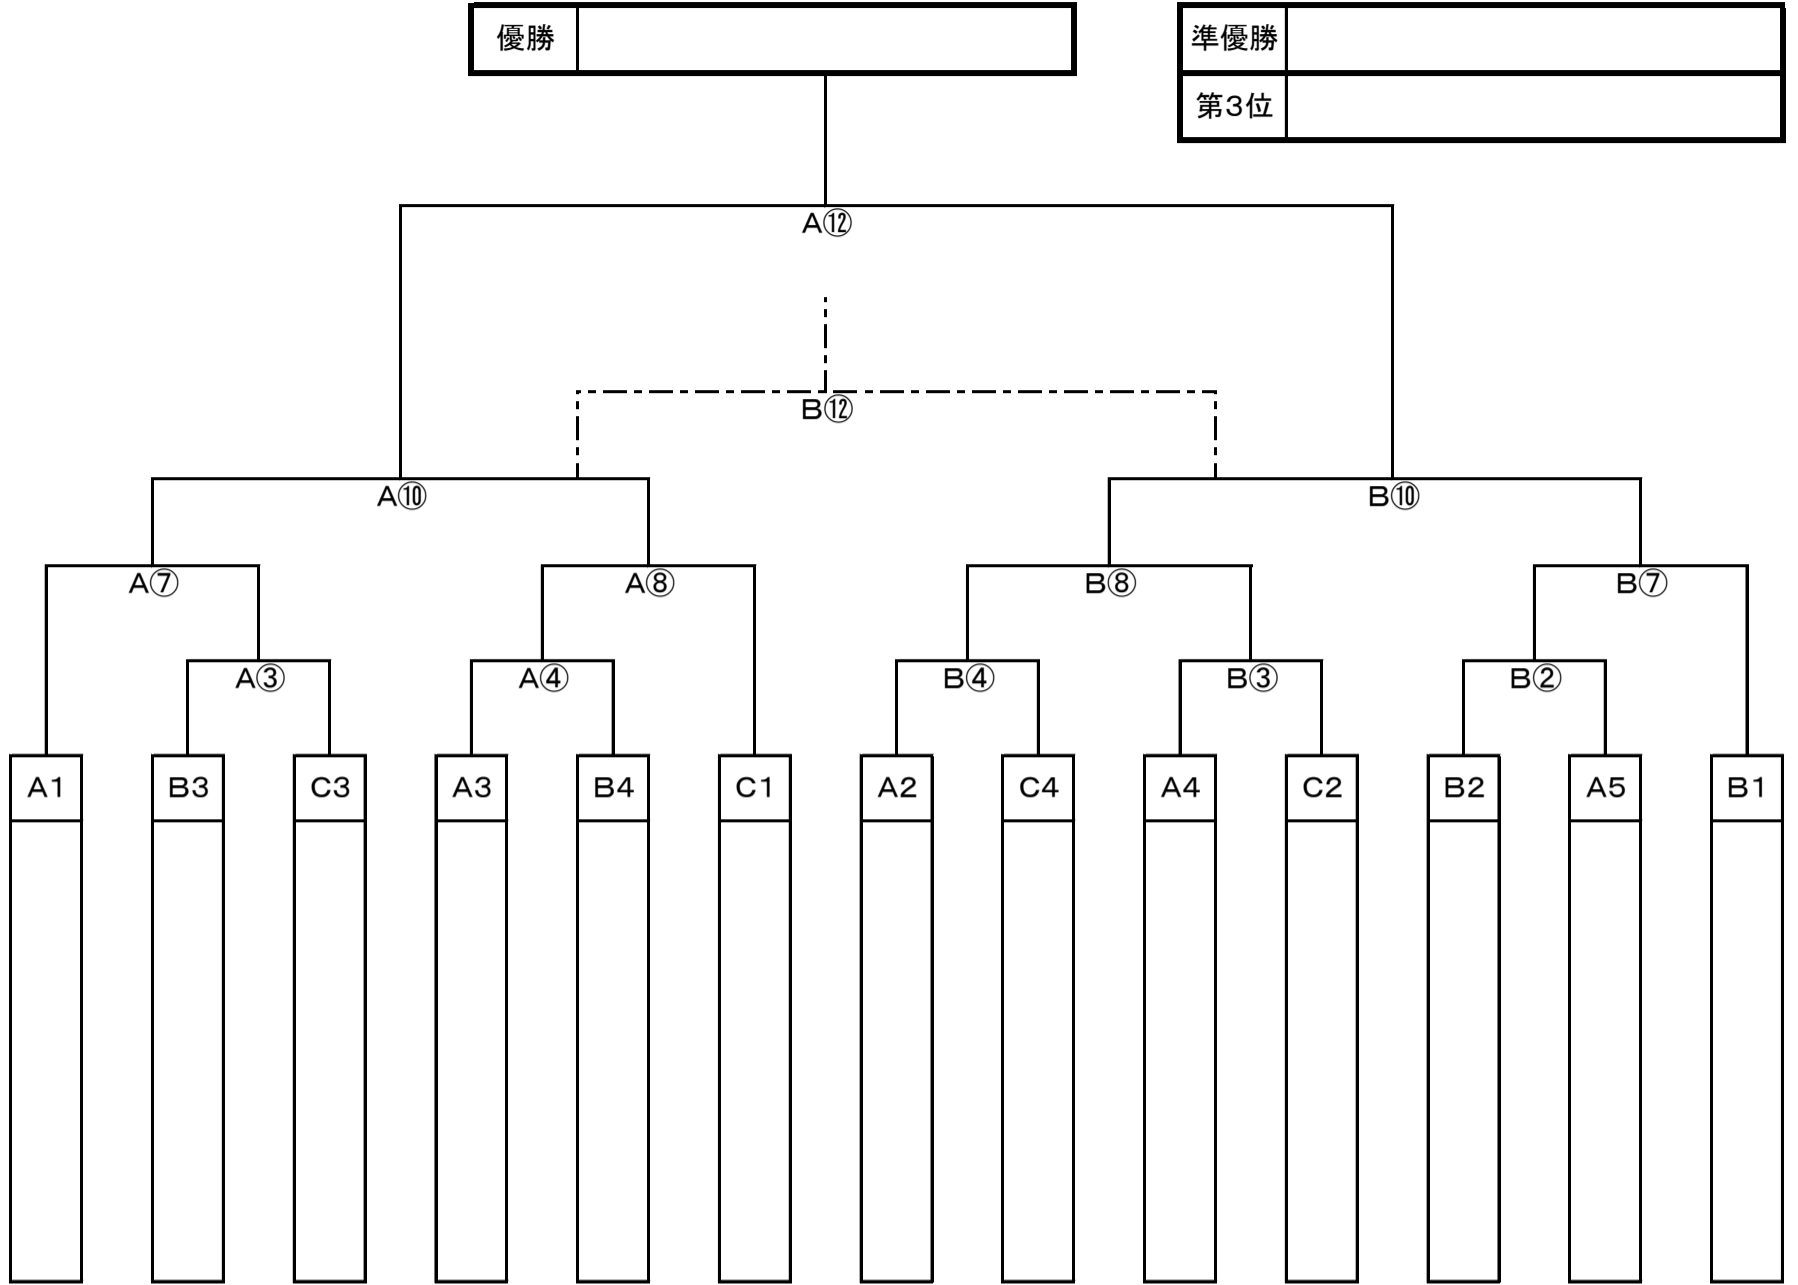 優勝
準優勝
第3位
A⑫
B⑫
A⑩ B⑩
A⑦ A⑧ B⑧ B⑦
A③ A④ B④ B③ B②
A1 B3 C3 A3 B4 C1 A2 C4 A4 C2 B2 A5 B1